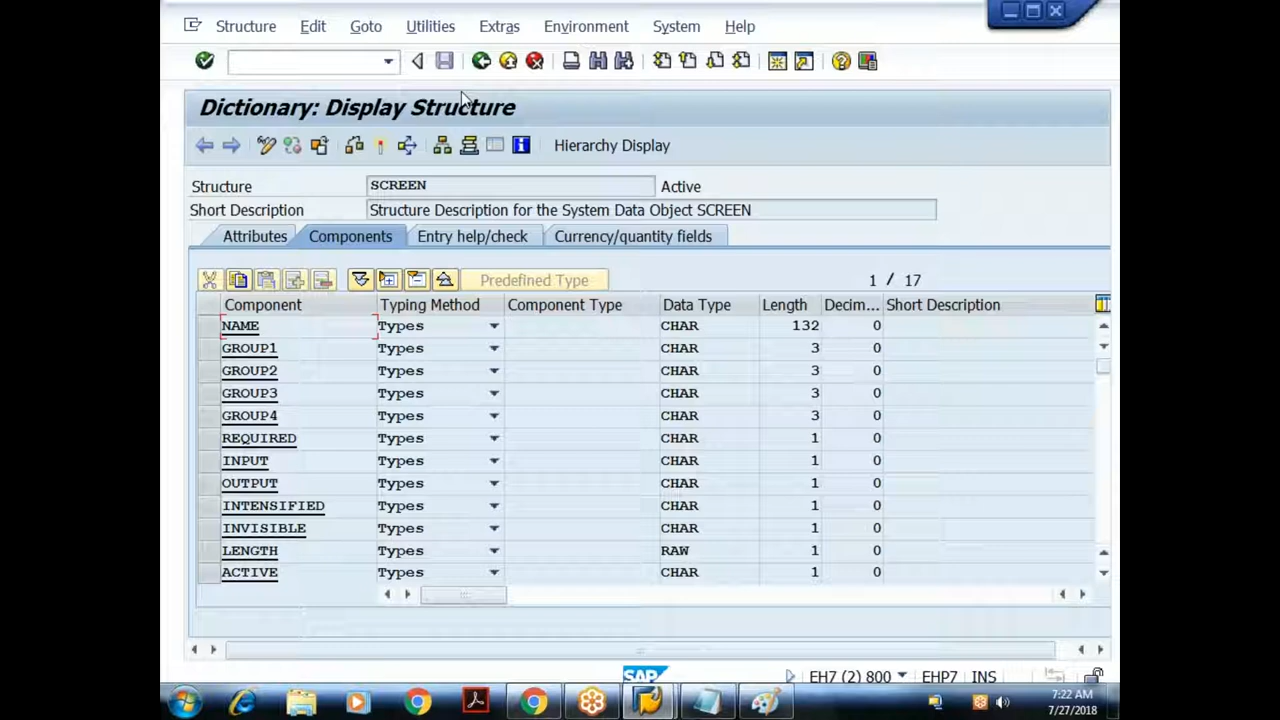 Structure Edit Goto Utilities Extras Environment System Help
Dictionary: Display Structure
Hierarchy Display
Structure SCREEN Active
Short Description Structure Description for the System Data Object SCREEN
Attributes Components Entry help/check Currency/quantity fields
Predefined Type 1 / 17
Component Typing Method Component Type Data Type Length Decim... Short Description
NAME Types CHAR 132 0
GROUP1 Types CHAR 3 0
GROUP2 Types CHAR 3 0
GROUP3 Types CHAR 3 0
GROUP4 Types CHAR 3 0
REQUIRED Types CHAR 1 0
INPUT Types CHAR 1 0
OUTPUT Types CHAR 1 0
INTENSIFIED Types CHAR 1 0
INVISIBLE Types CHAR 1 0
LENGTH Types RAW 1 0
ACTIVE Types CHAR 1 0
SAP EH7 (2) 800 EHP7 INS
7:22 AM
7/27/2018